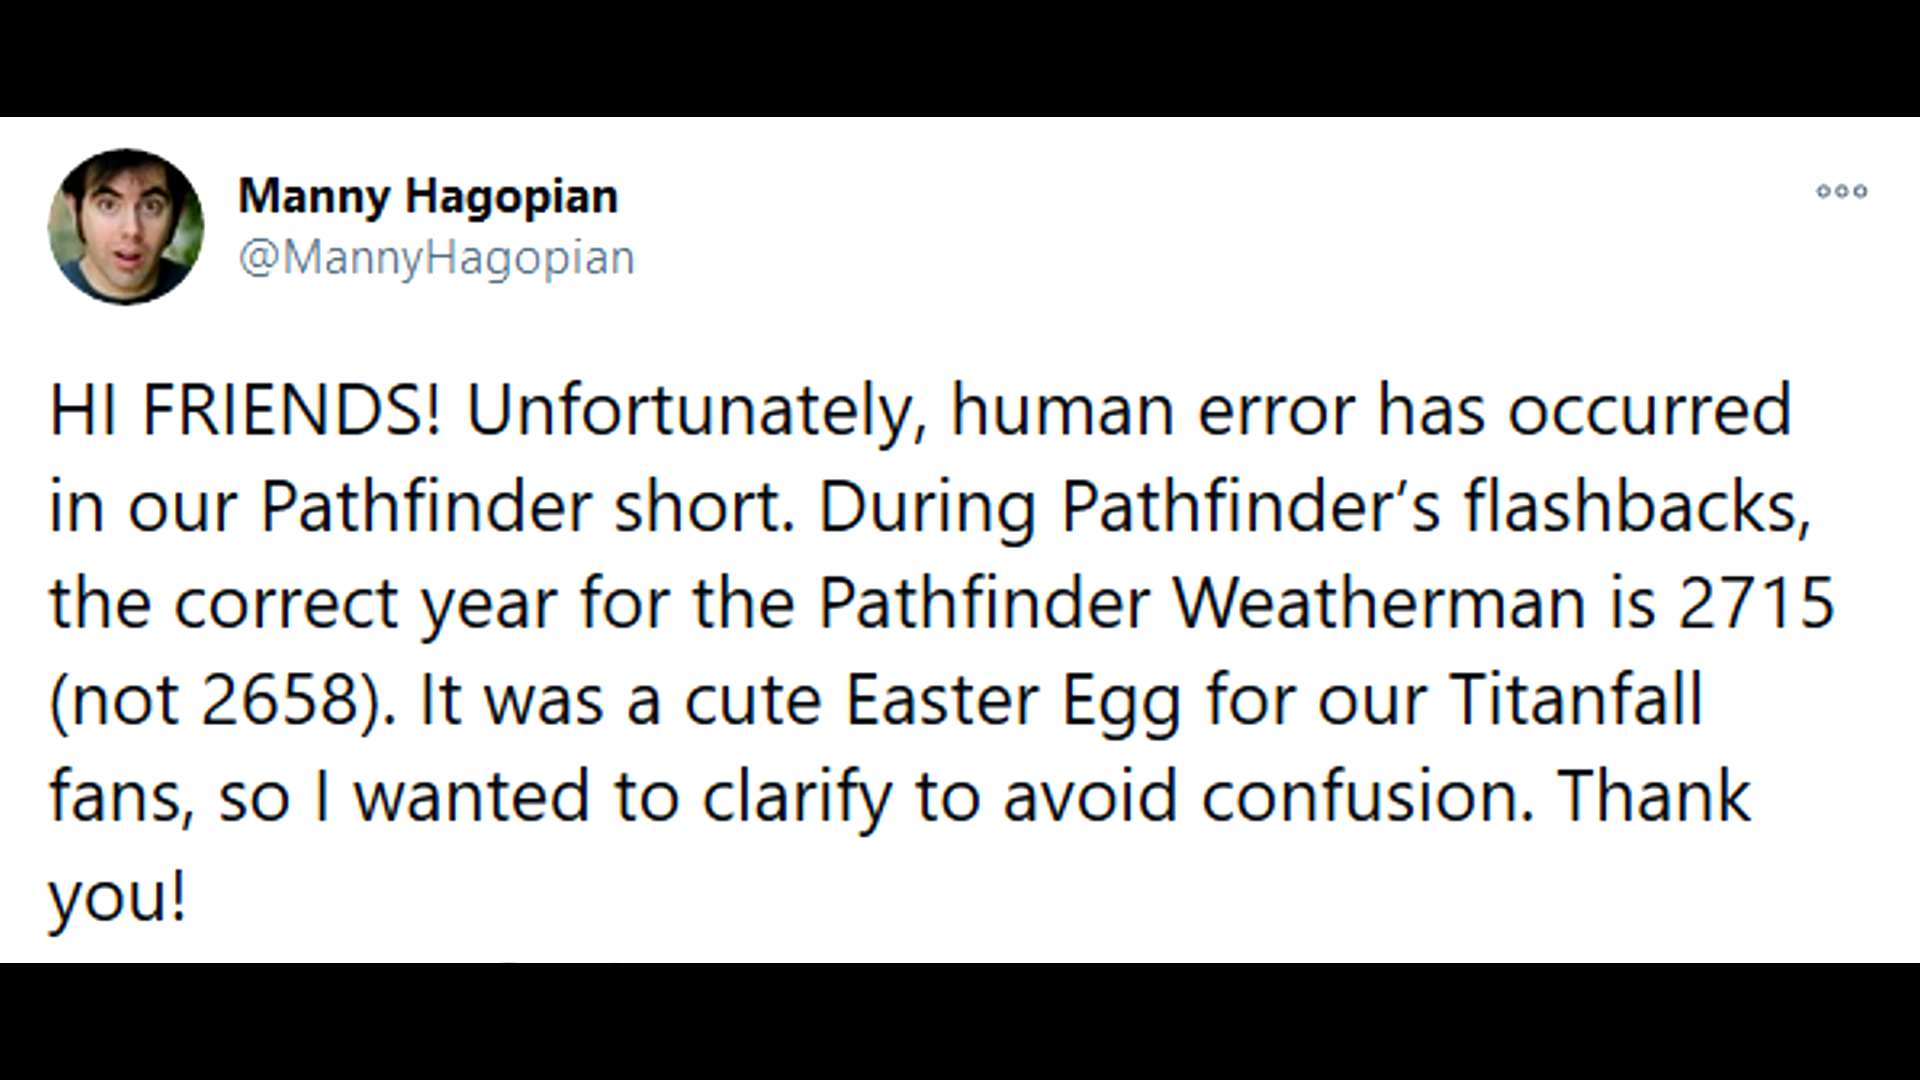 Manny Hagopian
@MannyHagopian
HI FRIENDS! Unfortunately, human error has occurred
in our Pathfinder short. During Pathfinder’s flashbacks,
the correct year for the Pathfinder Weatherman is 2715
(not 2658). It was a cute Easter Egg for our Titanfall
fans, so I wanted to clarify to avoid confusion. Thank
you!